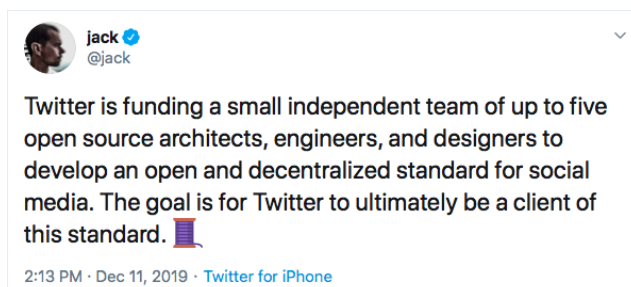 jack
@jack
Twitter is funding a small independent team of up to five
open source architects, engineers, and designers to
develop an open and decentralized standard for social
media. The goal is for Twitter to ultimately be a client of
this standard. 🧵
2:13 PM · Dec 11, 2019 · Twitter for iPhone